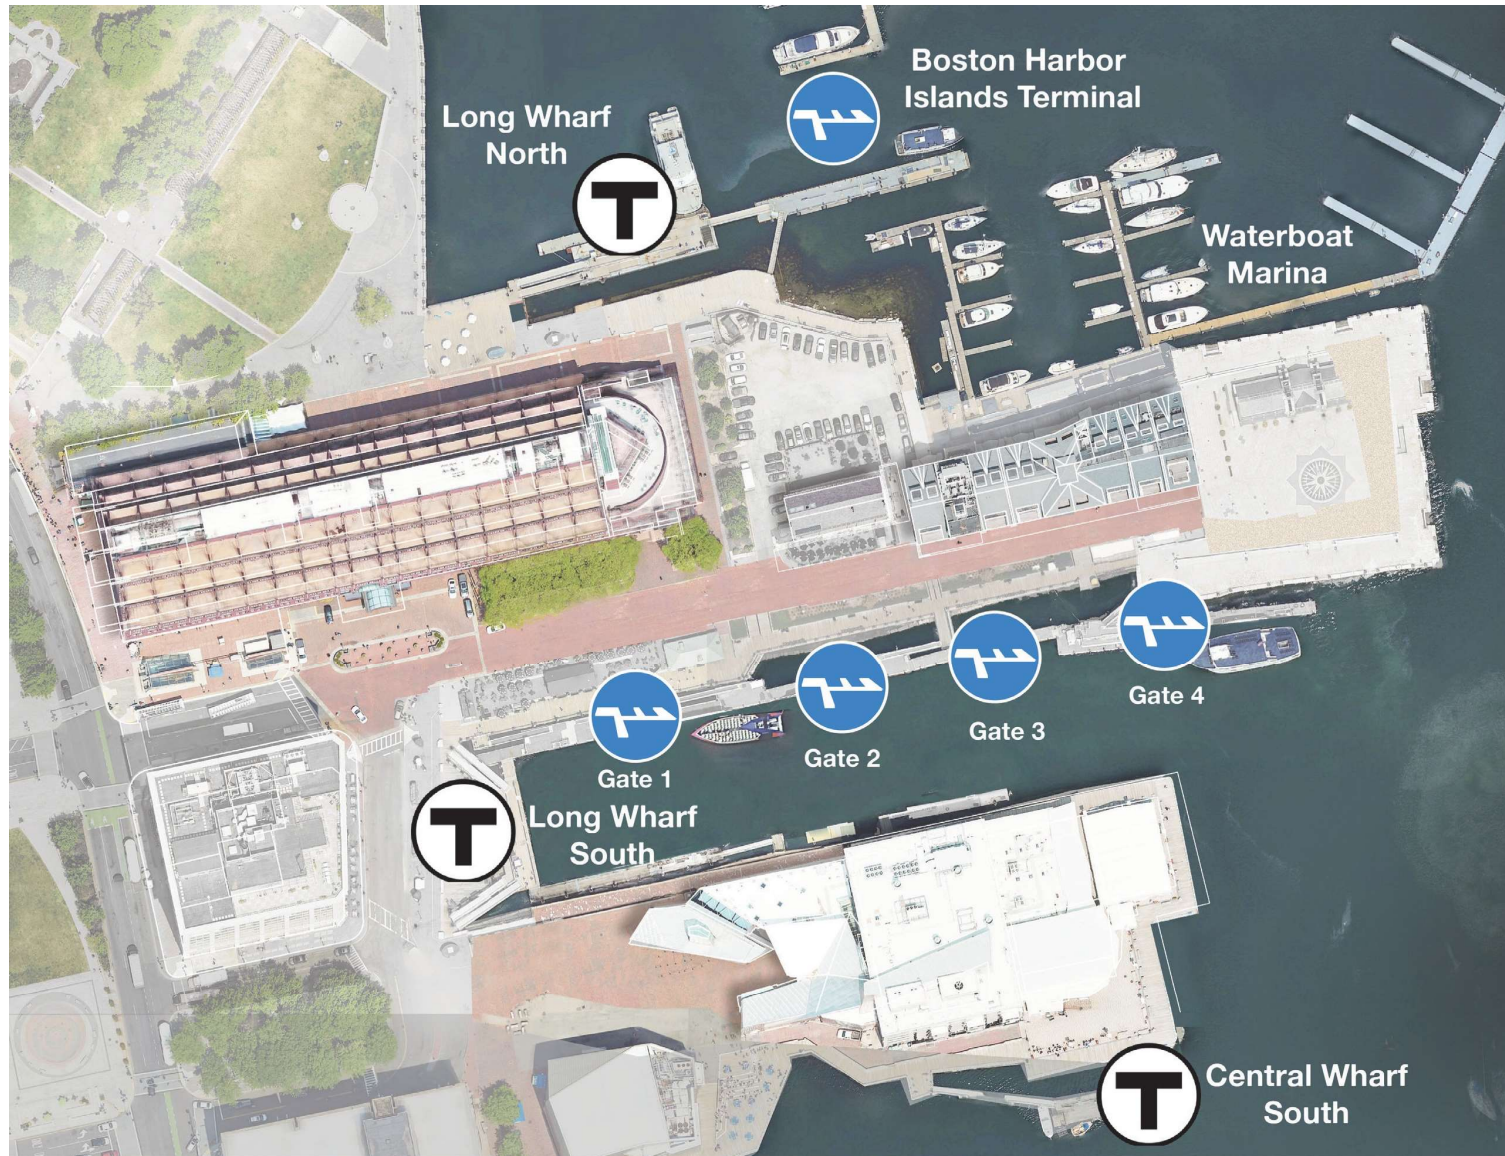 Boston Harbor
Islands Terminal
Long Wharf
North
T
Waterboat
Marina
Gate 4
Gate 3
Gate 2
Gate 1
T
Long Wharf
South
T
Central Wharf
South